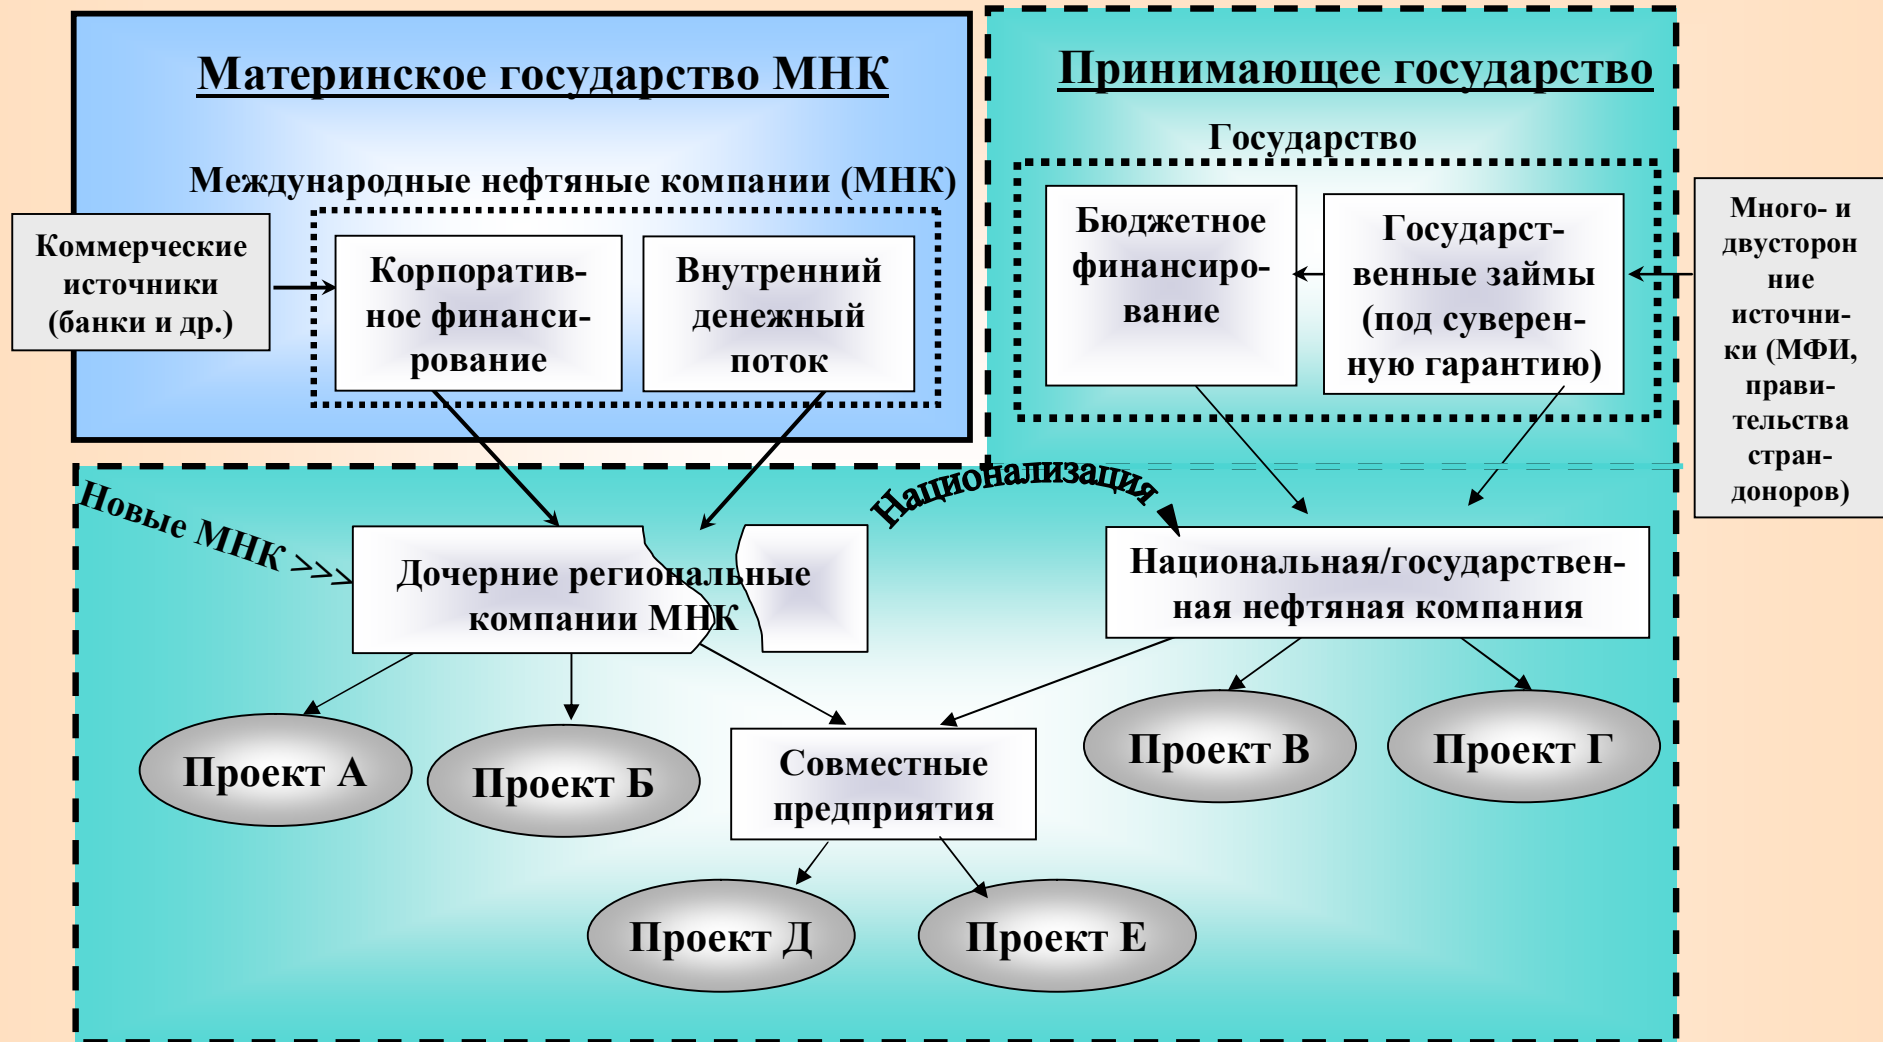 Материнское государство МНК
Международные нефтяные компании (МНК)
Коммерческие
источники
(банки и др.)
Корпоратив-
ное финанси-
рование
Внутренний
денежный
поток
Принимающее государство
Государство
Бюджетное
финансиро-
вание
Государст-
венные займы
(под суверен-
ную гарантию)
Много- и
двусторон
ние
источни-
ки (МФИ,
прави-
тельства
стран-
доноров)
Новые МНК >>>
Национализация
Дочерние региональные
компании МНК
Национальная/государствен-
ная нефтяная компания
Проект А
Проект Б
Совместные
предприятия
Проект В
Проект Г
Проект Д
Проект Е